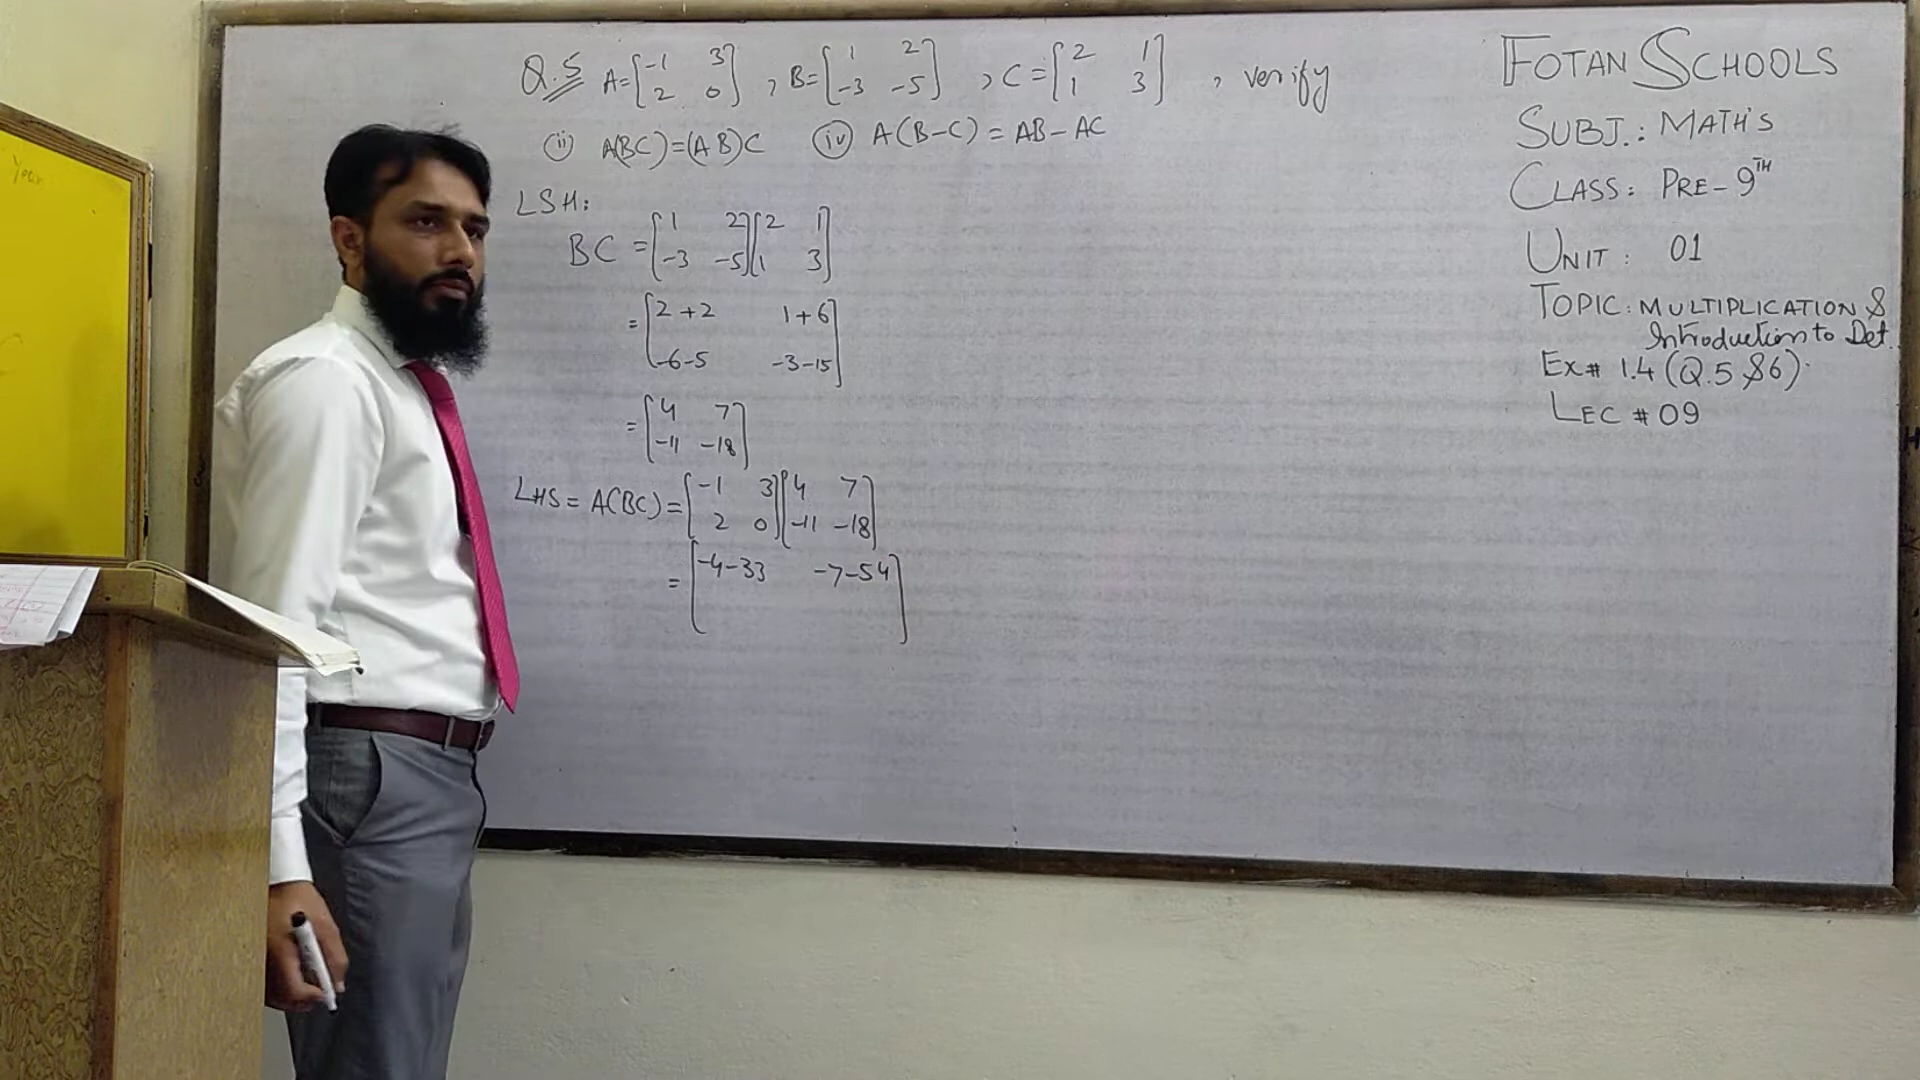 Q.5 A=[-1 3 , B=[1 2 , C=[2 1 , verify
2 0] -3 -5] 1 3]
(ii) A(BC)=(AB)C (iv) A(B-C) = AB-AC
LSH:
BC = [1 2][2 1]
-3 -5 1 3
= [2+2 1+6]
-6-5 -3-15
= [4 7]
-11 -18
LHS = A(BC) = [-1 3][4 7]
2 0 -11 -18
= [-4-33 -7-54]
FOTAN SCHOOLS
SUBJ.: MATH'S
CLASS: PRE-9TH
UNIT: 01
TOPIC: MULTIPLICATION &
Introduction to Det.
EX# 1.4 (Q.5 &6).
LEC # 09
Year